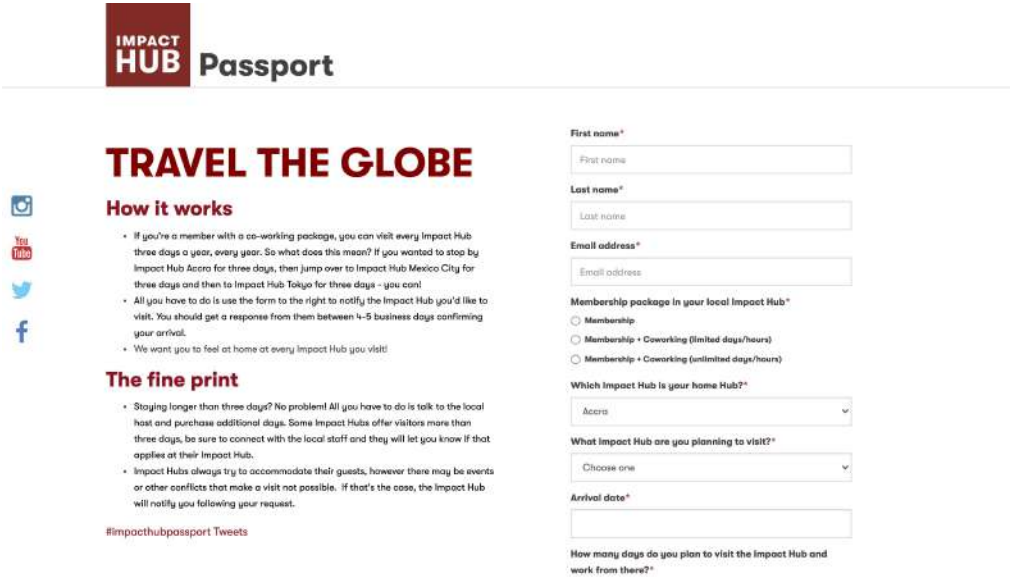 IMPACT
HUB Passport
TRAVEL THE GLOBE
How it works
• If you're a member with a co-working package, you can visit every Impact Hub
three days a year, every year. So what does this mean? If you wanted to stop by
Impact Hub Accra for three days, then jump over to Impact Hub Mexico City for
three days and then to Impact Hub Tokyo for three days - you can!
• All you have to do is use the form to the right to notify the Impact Hub you'd like to
visit. You should get a response from them between 4-5 business days confirming
your arrival.
• We want you to feel at home at every Impact Hub you visit!
The fine print
• Staying longer than three days? No problem! All you have to do is talk to the local
host and purchase additional days. Some Impact Hubs offer visitors more than
three days, be sure to connect with the local staff and they will let you know if that
applies at their Impact Hub.
• Impact Hubs always try to accommodate their guests, however there may be events
or other conflicts that make a visit not possible. If that's the case, the Impact Hub
will notify you following your request.
#impacthubpassport Tweets
You
Tube
First name*
First name
Last name*
Last name
Email address*
Email address
Membership package in your local Impact Hub*
Membership
Membership + Coworking (limited days/hours)
Membership + Coworking (unlimited days/hours)
Which Impact Hub is your home Hub?*
Accra
What Impact Hub are you planning to visit?*
Choose one
Arrival date*
How many days do you plan to visit the Impact Hub and
work from there?*